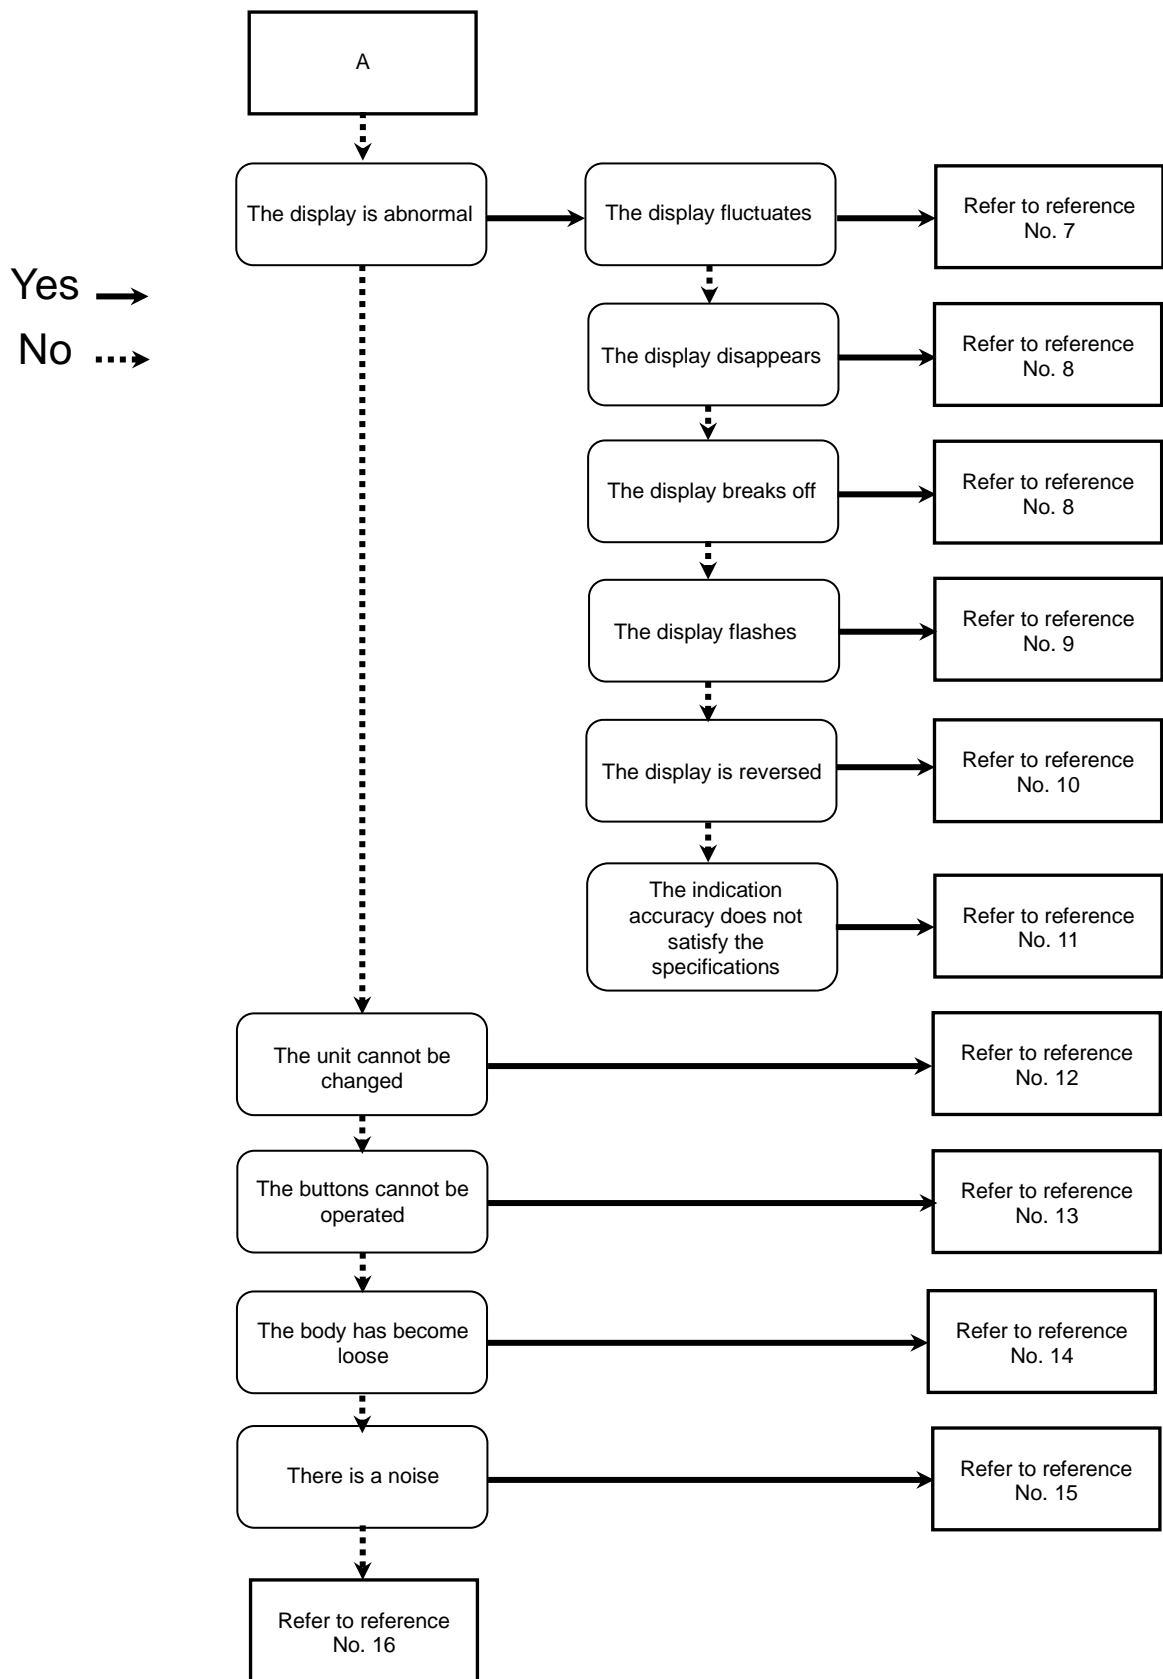 A
The display is abnormal
The display fluctuates
Refer to reference
No. 7
Yes
No
The display disappears
Refer to reference
No. 8
The display breaks off
Refer to reference
No. 8
The display flashes
Refer to reference
No. 9
The display is reversed
Refer to reference
No. 10
The indication
accuracy does not
satisfy the
specifications
Refer to reference
No. 11
The unit cannot be
changed
Refer to reference
No. 12
The buttons cannot be
operated
Refer to reference
No. 13
The body has become
loose
Refer to reference
No. 14
There is a noise
Refer to reference
No. 15
Refer to reference
No. 16